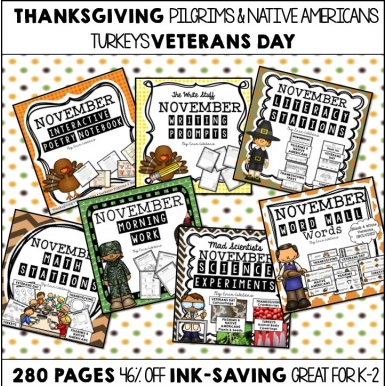 THANKSGIVING PILGRIMS & NATIVE AMERICANS
TURKEYS VETERANS DAY
NOVEMBER
INTERACTIVE
POETRY NOTEBOOK
The Write Stuff
NOVEMBER
WRITING
PROMPTS
NOVEMBER
LITERACY
STATIONS
NOVEMBER
MATH
STATIONS
NOVEMBER
MORNING
WORK
Mad Scientists
NOVEMBER
SCIENCE
EXPERIMENTS
NOVEMBER
WORD WALL
Words
280 PAGES 46% OFF INK-SAVING GREAT FOR K-2